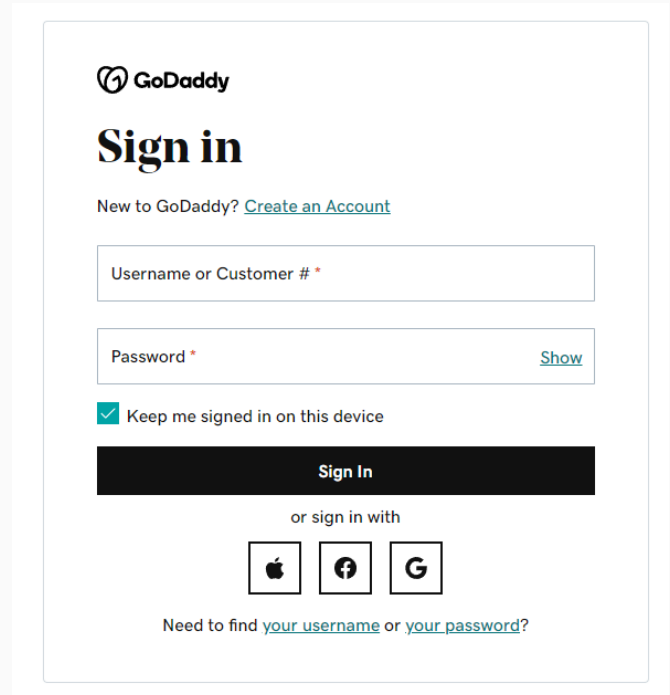 GoDaddy
Sign in
New to GoDaddy? Create an Account
Username or Customer # *
Password * Show
Keep me signed in on this device
Sign In
or sign in with
Need to find your username or your password?